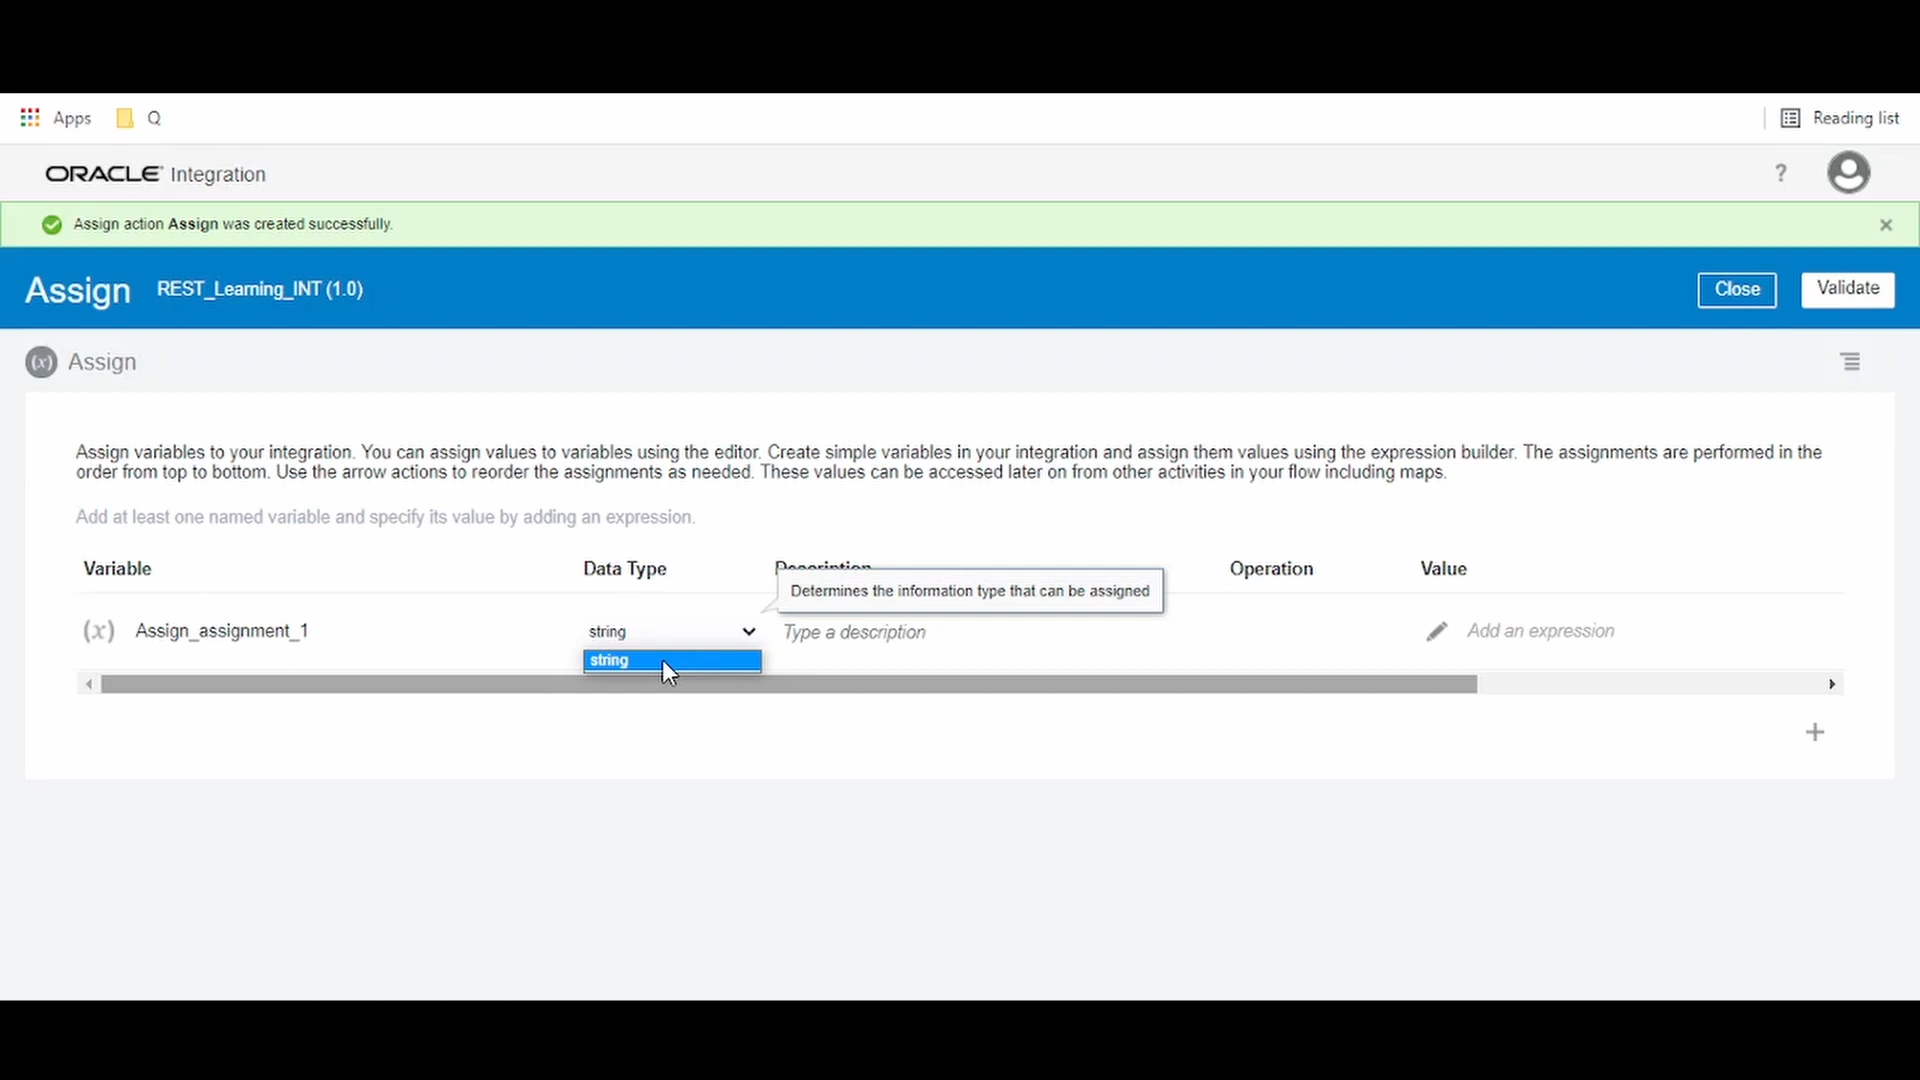 Apps Q Reading list
ORACLE Integration ?
Assign action Assign was created successfully.
Assign REST_Learning_INT (1.0) Close Validate
(x) Assign
Assign variables to your integration. You can assign values to variables using the editor. Create simple variables in your integration and assign them values using the expression builder. The assignments are performed in the
order from top to bottom. Use the arrow actions to reorder the assignments as needed. These values can be accessed later on from other activities in your flow including maps.
Add at least one named variable and specify its value by adding an expression.
Variable Data Type Description Operation Value
Determines the information type that can be assigned
(x) Assign_assignment_1 string Type a description Add an expression
string